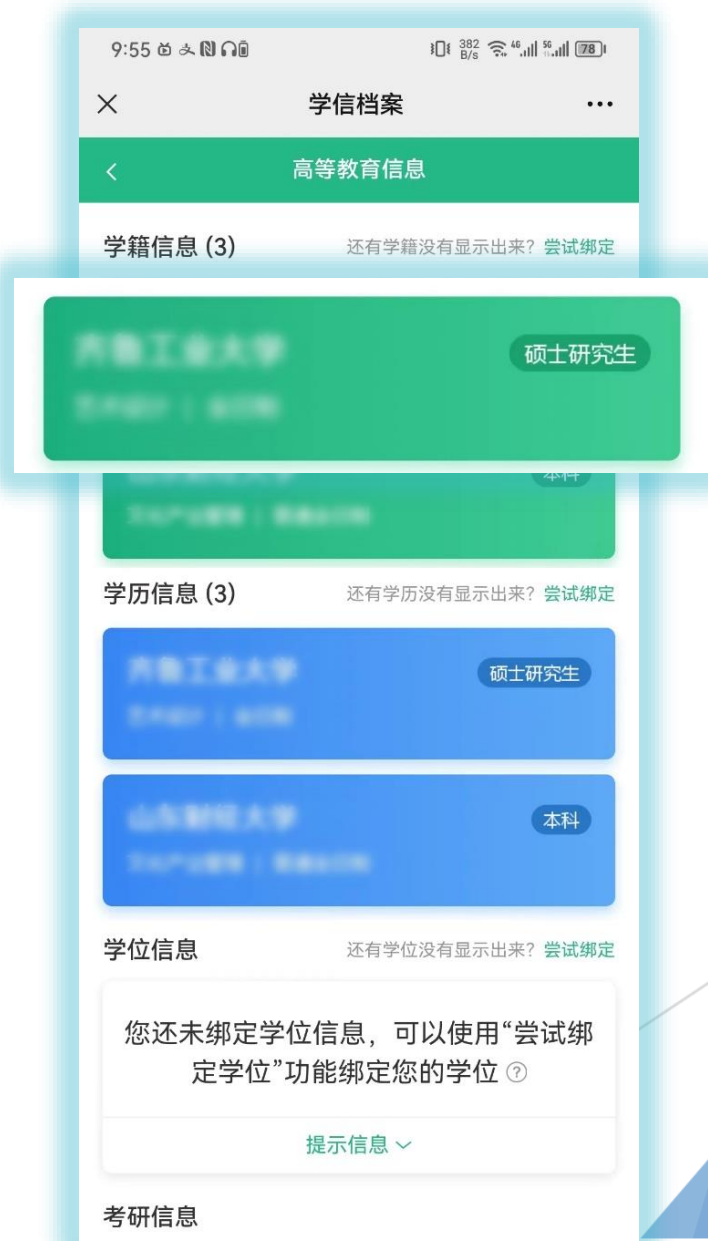 9:55
382 B/s 4G 5G 78
学信档案
高等教育信息
学籍信息 (3) 还有学籍没有显示出来？尝试绑定
齐鲁工业大学 硕士研究生
本科
学历信息 (3) 还有学历没有显示出来？尝试绑定
齐鲁工业大学 硕士研究生
山东财经大学 本科
学位信息 还有学位没有显示出来？尝试绑定
您还未绑定学位信息，可以使用“尝试绑
定学位”功能绑定您的学位 ?
提示信息
考研信息